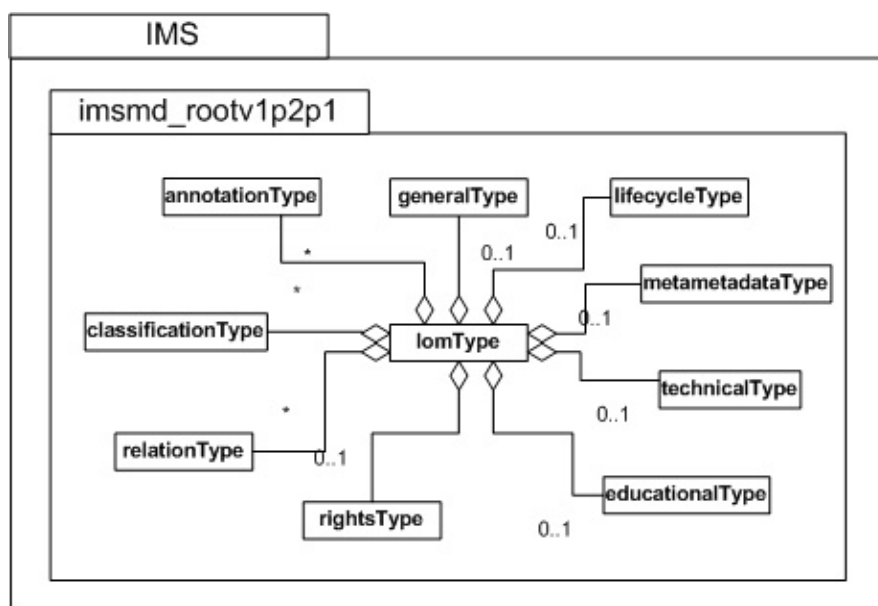 IMS
imsmd_rootv1p2p1
annotationType
generalType
lifecycleType
*
0..1
0..1
*
metametadataType
0..1
classificationType
lomType
technicalType
*
0..1
relationType
0..1
educationalType
rightsType
0..1